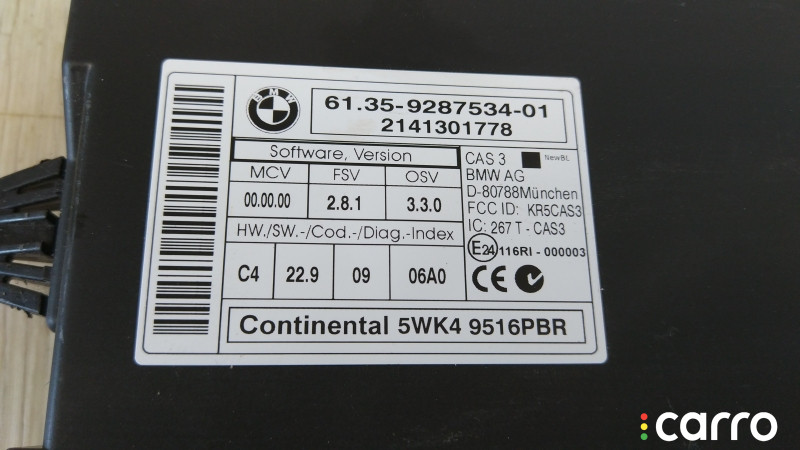 BMW
61.35-9287534-01
2141301778
Software, Version
MCV FSV OSV
00.00.00 2.8.1 3.3.0
HW./SW.-/Cod.-/Diag.-Index
C4 22.9 09 06A0
CAS 3 NewBL
BMW AG
D-80788München
FCC ID: KR5CAS3
IC: 267 T - CAS3
E24 116RI - 000003
CE
Continental 5WK4 9516PBR
carro